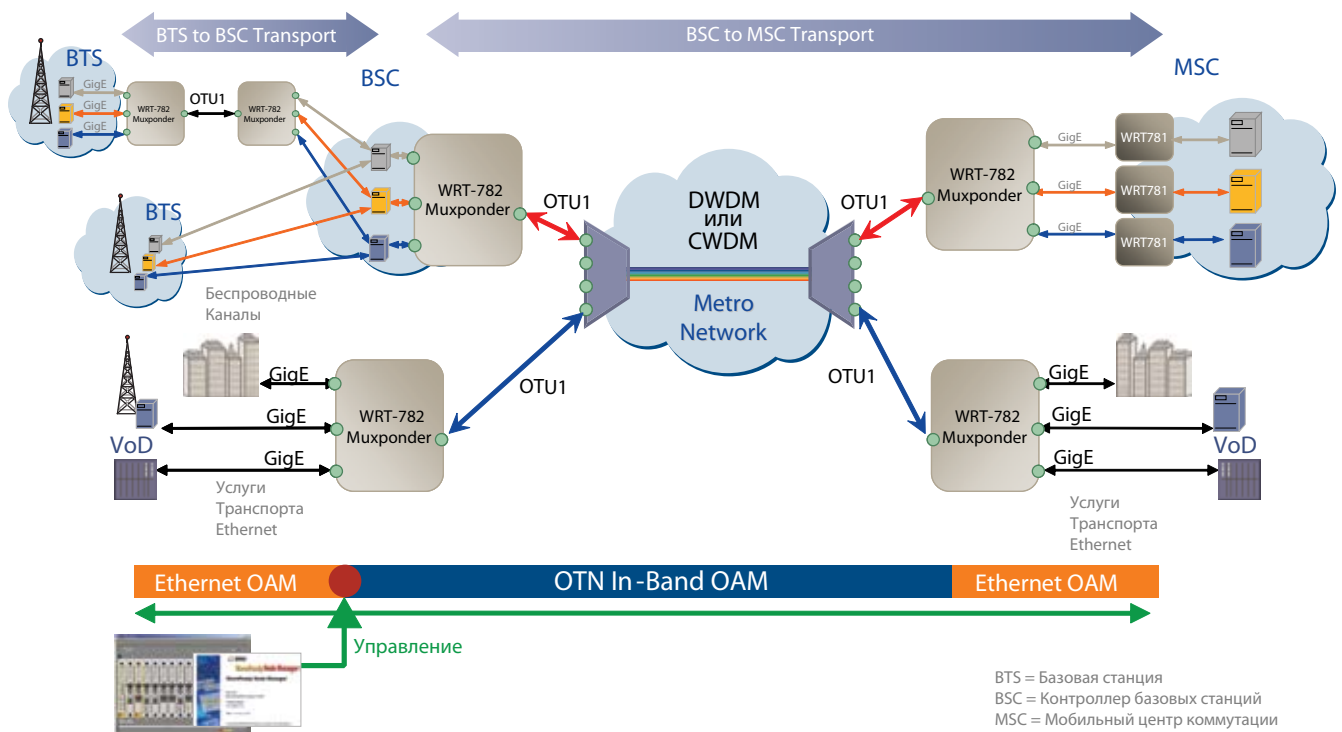 BTS to BSC Transport
BSC to MSC Transport
BTS
BSC
MSC
GigE
GigE
GigE
WRT-782
Muxponder
OTU1
WRT-782
Muxponder
BTS
WRT-782
Muxponder
OTU1
DWDM
или
CWDM
Metro
Network
OTU1
WRT-782
Muxponder
GigE
WRT781
GigE
WRT781
GigE
WRT781
Беспроводные
Каналы
GigE
GigE
VoD
GigE
WRT-782
Muxponder
OTU1
Услуги
Транспорта
Ethernet
OTU1
WRT-782
Muxponder
GigE
GigE
VoD
GigE
Услуги
Транспорта
Ethernet
Ethernet OAM
OTN In-Band OAM
Ethernet OAM
Управление
BTS = Базовая станция
BSC = Контроллер базовых станций
MSC = Мобильный центр коммутации